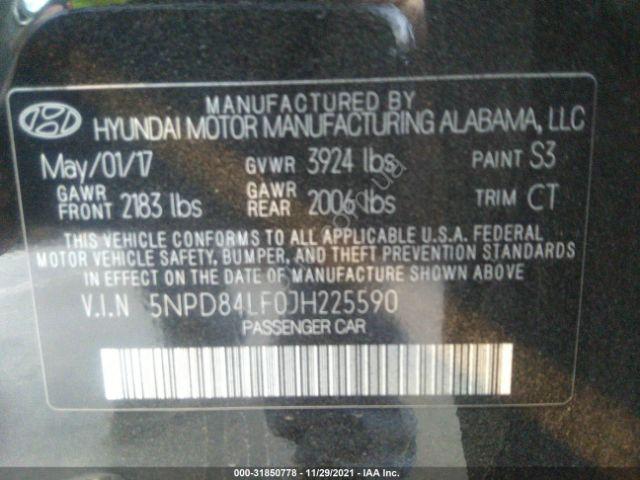 MANUFACTURED BY
HYUNDAI MOTOR MANUFACTURING ALABAMA, LLC
May/01/17 GVWR 3924 lbs PAINT S3
GAWR FRONT 2183 lbs GAWR REAR 2006 lbs TRIM CT
THIS VEHICLE CONFORMS TO ALL APPLICABLE U.S.A. FEDERAL
MOTOR VEHICLE SAFETY, BUMPER, AND THEFT PREVENTION STANDARDS
IN EFFECT ON THE DATE OF MANUFACTURE SHOWN ABOVE.
V.I.N 5NPD84LF0JH225590
PASSENGER CAR
000-31850778 - 11/29/2021 - IAA Inc.